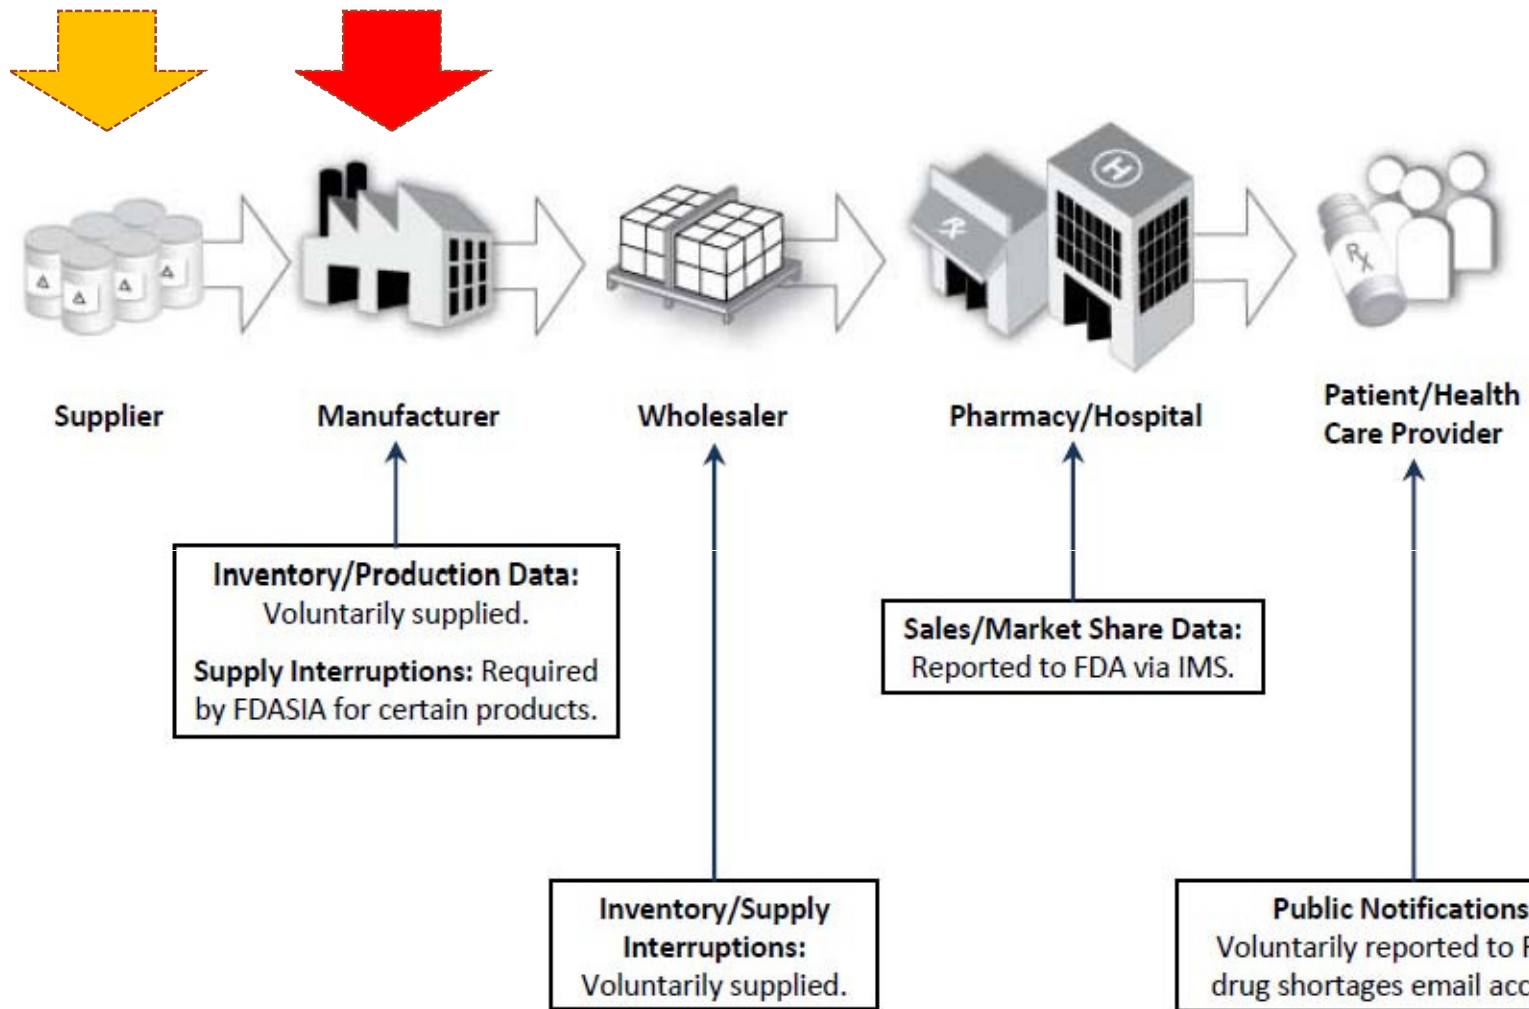 H
Rx
Rx
Supplier
Manufacturer
Wholesaler
Pharmacy/Hospital
Patient/Health
Care Provider
Inventory/Production Data:
Voluntarily supplied.
Supply Interruptions: Required
by FDASIA for certain products.
Sales/Market Share Data:
Reported to FDA via IMS.
Inventory/Supply
Interruptions:
Voluntarily supplied.
Public Notifications
Voluntarily reported to
drug shortages email